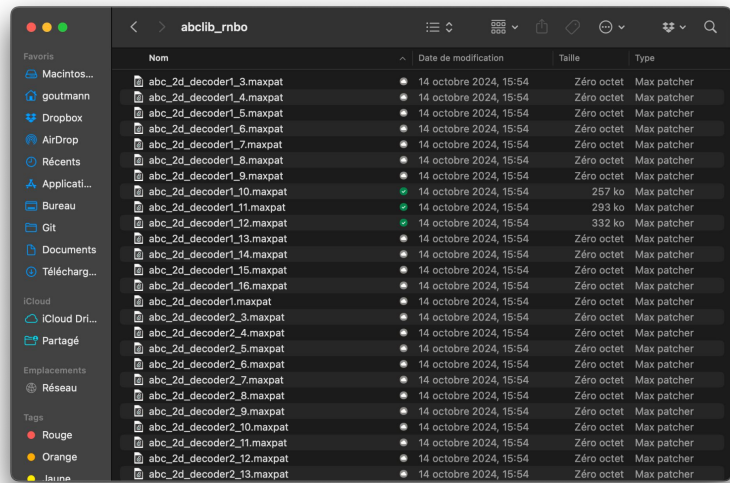 abclib_rnbo
Favoris
Macintos...
goutmann
Dropbox
AirDrop
Récents
Applicati...
Bureau
Git
Documents
Télécharg...
iCloud
iCloud Dri...
Partagé
Emplacements
Réseau
Tags
Rouge
Orange
Jaune
Nom Date de modification Taille Type
abc_2d_decoder1_3.maxpat 14 octobre 2024, 15:54 Zéro octet Max patcher
abc_2d_decoder1_4.maxpat 14 octobre 2024, 15:54 Zéro octet Max patcher
abc_2d_decoder1_5.maxpat 14 octobre 2024, 15:54 Zéro octet Max patcher
abc_2d_decoder1_6.maxpat 14 octobre 2024, 15:54 Zéro octet Max patcher
abc_2d_decoder1_7.maxpat 14 octobre 2024, 15:54 Zéro octet Max patcher
abc_2d_decoder1_8.maxpat 14 octobre 2024, 15:54 Zéro octet Max patcher
abc_2d_decoder1_9.maxpat 14 octobre 2024, 15:54 Zéro octet Max patcher
abc_2d_decoder1_10.maxpat 14 octobre 2024, 15:54 257 ko Max patcher
abc_2d_decoder1_11.maxpat 14 octobre 2024, 15:54 293 ko Max patcher
abc_2d_decoder1_12.maxpat 14 octobre 2024, 15:54 332 ko Max patcher
abc_2d_decoder1_13.maxpat 14 octobre 2024, 15:54 Zéro octet Max patcher
abc_2d_decoder1_14.maxpat 14 octobre 2024, 15:54 Zéro octet Max patcher
abc_2d_decoder1_15.maxpat 14 octobre 2024, 15:54 Zéro octet Max patcher
abc_2d_decoder1_16.maxpat 14 octobre 2024, 15:54 Zéro octet Max patcher
abc_2d_decoder1.maxpat 14 octobre 2024, 15:54 Zéro octet Max patcher
abc_2d_decoder2_3.maxpat 14 octobre 2024, 15:54 Zéro octet Max patcher
abc_2d_decoder2_4.maxpat 14 octobre 2024, 15:54 Zéro octet Max patcher
abc_2d_decoder2_5.maxpat 14 octobre 2024, 15:54 Zéro octet Max patcher
abc_2d_decoder2_6.maxpat 14 octobre 2024, 15:54 Zéro octet Max patcher
abc_2d_decoder2_7.maxpat 14 octobre 2024, 15:54 Zéro octet Max patcher
abc_2d_decoder2_8.maxpat 14 octobre 2024, 15:54 Zéro octet Max patcher
abc_2d_decoder2_9.maxpat 14 octobre 2024, 15:54 Zéro octet Max patcher
abc_2d_decoder2_10.maxpat 14 octobre 2024, 15:54 Zéro octet Max patcher
abc_2d_decoder2_11.maxpat 14 octobre 2024, 15:54 Zéro octet Max patcher
abc_2d_decoder2_12.maxpat 14 octobre 2024, 15:54 Zéro octet Max patcher
abc_2d_decoder2_13.maxpat 14 octobre 2024, 15:54 Zéro octet Max patcher